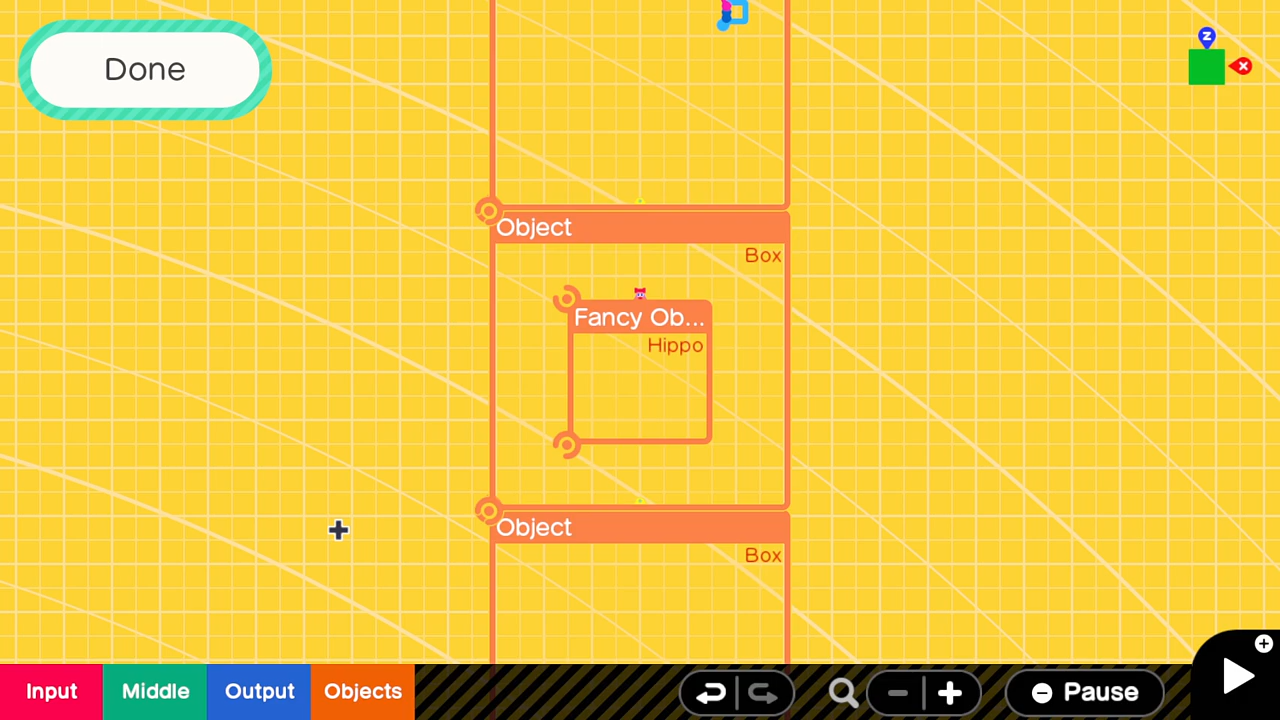 Done
Z
X
Object
Box
Fancy Ob...
Hippo
Object
Box
Input
Middle
Output
Objects
Pause